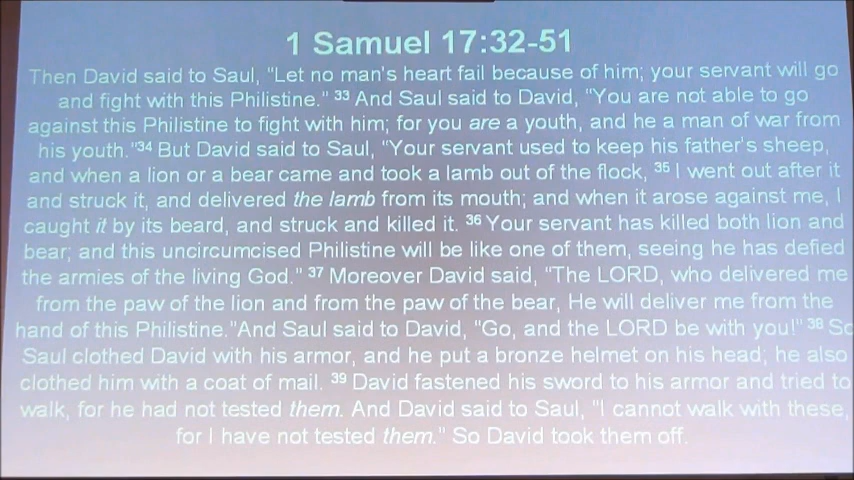 1 Samuel 17:32-51
Then David said to Saul, "Let no man's heart fail because of him; your servant will go
and fight with this Philistine." 33 And Saul said to David, "You are not able to go
against this Philistine to fight with him; for you are a youth, and he a man of war from
his youth."34 But David said to Saul, "Your servant used to keep his father's sheep,
and when a lion or a bear came and took a lamb out of the flock, 35 I went out after it
and struck it, and delivered the lamb from its mouth; and when it arose against me, I
caught it by its beard, and struck and killed it. 36 Your servant has killed both lion and
bear; and this uncircumcised Philistine will be like one of them, seeing he has defied
the armies of the living God." 37 Moreover David said, "The LORD, who delivered me
from the paw of the lion and from the paw of the bear, He will deliver me from the
hand of this Philistine."And Saul said to David, "Go, and the LORD be with you!" 38 So
Saul clothed David with his armor, and he put a bronze helmet on his head; he also
clothed him with a coat of mail. 39 David fastened his sword to his armor and tried to
walk, for he had not tested them. And David said to Saul, "I cannot walk with these,
for I have not tested them." So David took them off.